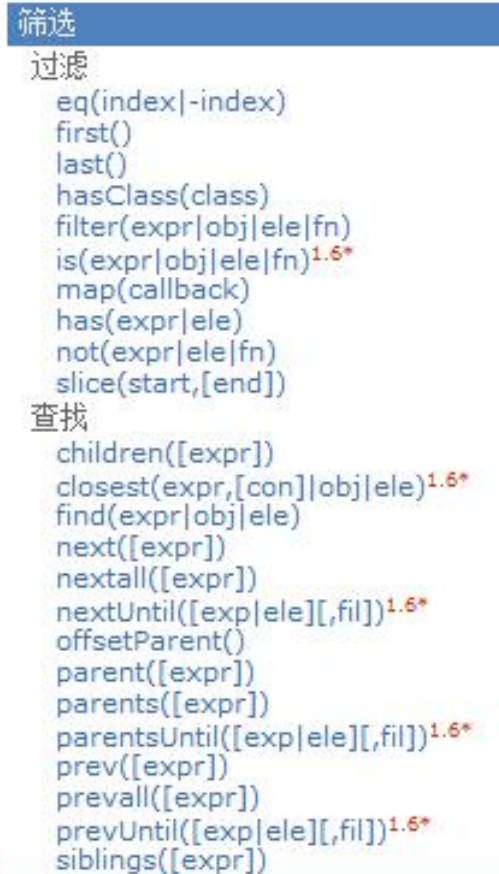 筛选
过滤
eq(index|-index)
first()
last()
hasClass(class)
filter(expr|obj|ele|fn)
is(expr|obj|ele|fn)1.6*
map(callback)
has(expr|ele)
not(expr|ele|fn)
slice(start,[end])
查找
children([expr])
closest(expr,[con]|obj|ele)1.6*
find(expr|obj|ele)
next([expr])
nextall([expr])
nextUntil([exp|ele][,fil])1.6*
offsetParent()
parent([expr])
parents([expr])
parentsUntil([exp|ele][,fil])1.6*
prev([expr])
prevall([expr])
prevUntil([exp|ele][,fil])1.6*
siblings([expr])